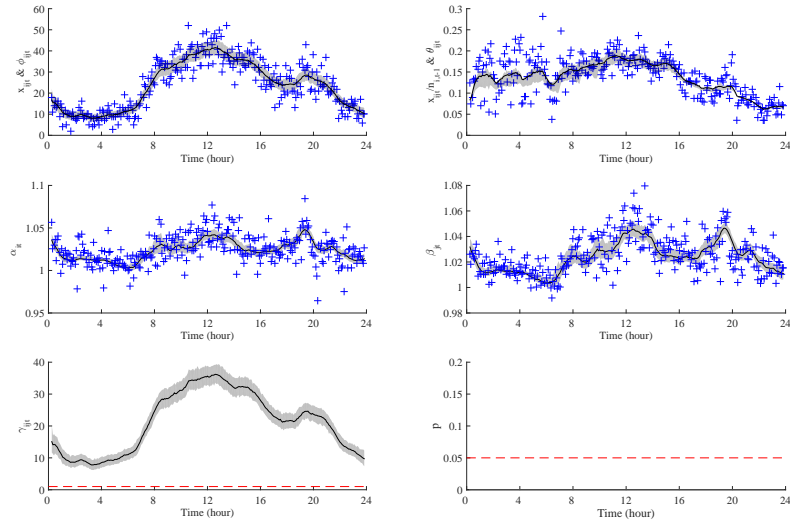 60
50
40
30
20
10
0
x_ijt & ϕ_ijt
0 4 8 12 16 20 24
Time (hour)
0.3
0.25
0.2
0.15
0.1
0.05
0
x_ijt/n_i,t-1 & θ_ijt
0 4 8 12 16 20 24
Time (hour)
1.1
1.05
1
0.95
α_it
0 4 8 12 16 20 24
Time (hour)
1.08
1.06
1.04
1.02
1
0.98
β_jt
0 4 8 12 16 20 24
Time (hour)
40
30
20
10
0
γ_ijt
0 4 8 12 16 20 24
Time (hour)
0.2
0.15
0.1
0.05
0
p
0 4 8 12 16 20 24
Time (hour)